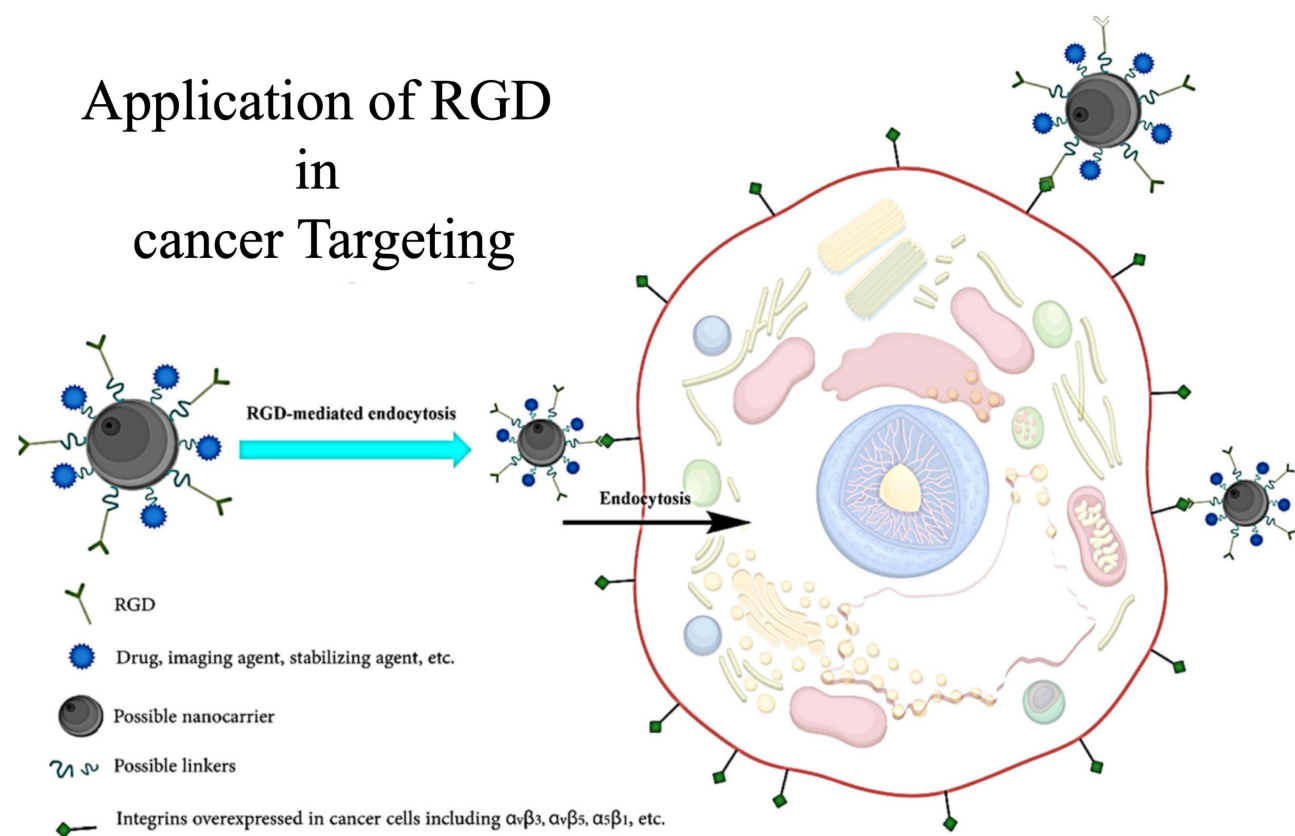 Application of RGD
in
cancer Targeting
RGD-mediated endocytosis
Endocytosis
RGD
Drug, imaging agent, stabilizing agent, etc.
Possible nanocarrier
Possible linkers
Integrins overexpressed in cancer cells including αvβ3, αvβ5, α5β1, etc.